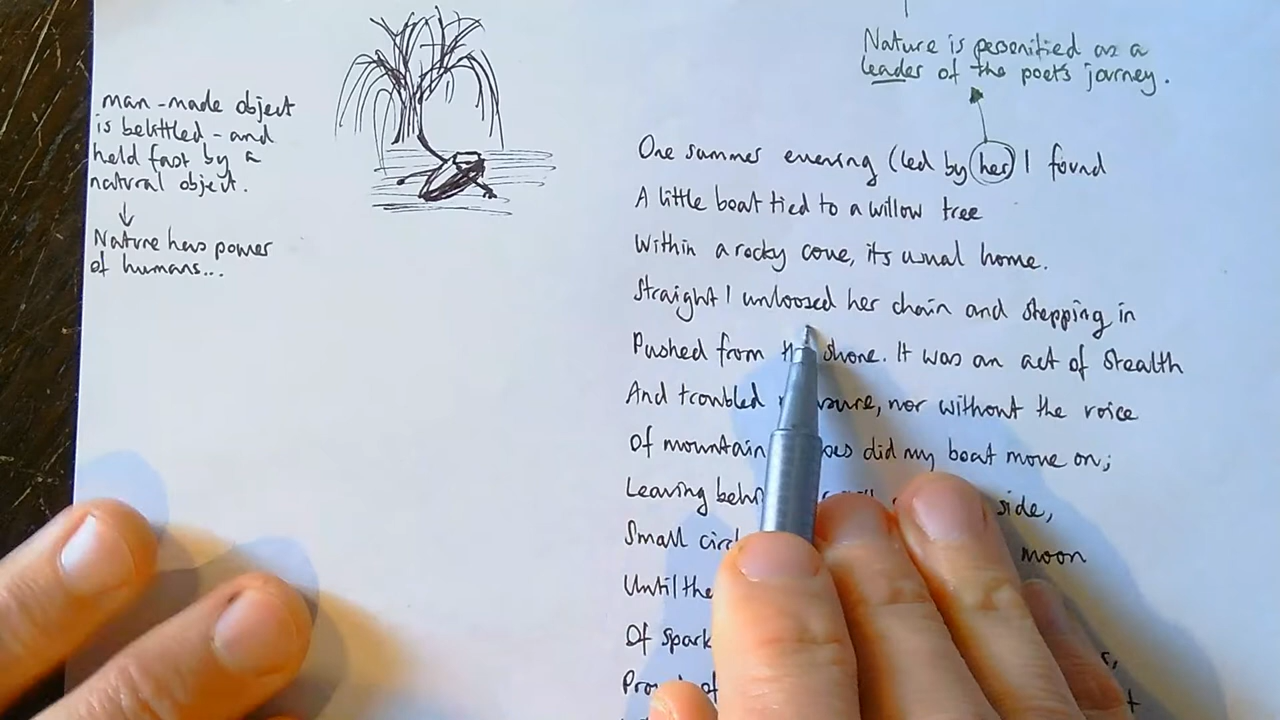 Nature is personified as a
leader of the poet's journey.
man-made object
is belittled - and
held fast by a
natural object.
Nature has power
of humans...
One summer evening (led by her) I found
A little boat tied to a willow tree
Within a rocky cove, its usual home.
Straight I unloosed her chain and stepping in
Pushed from the shore. It was an act of stealth
And troubled nor without the voice
Of mountain did my boat move on;
Leaving side,
Small moon
Until the
Of